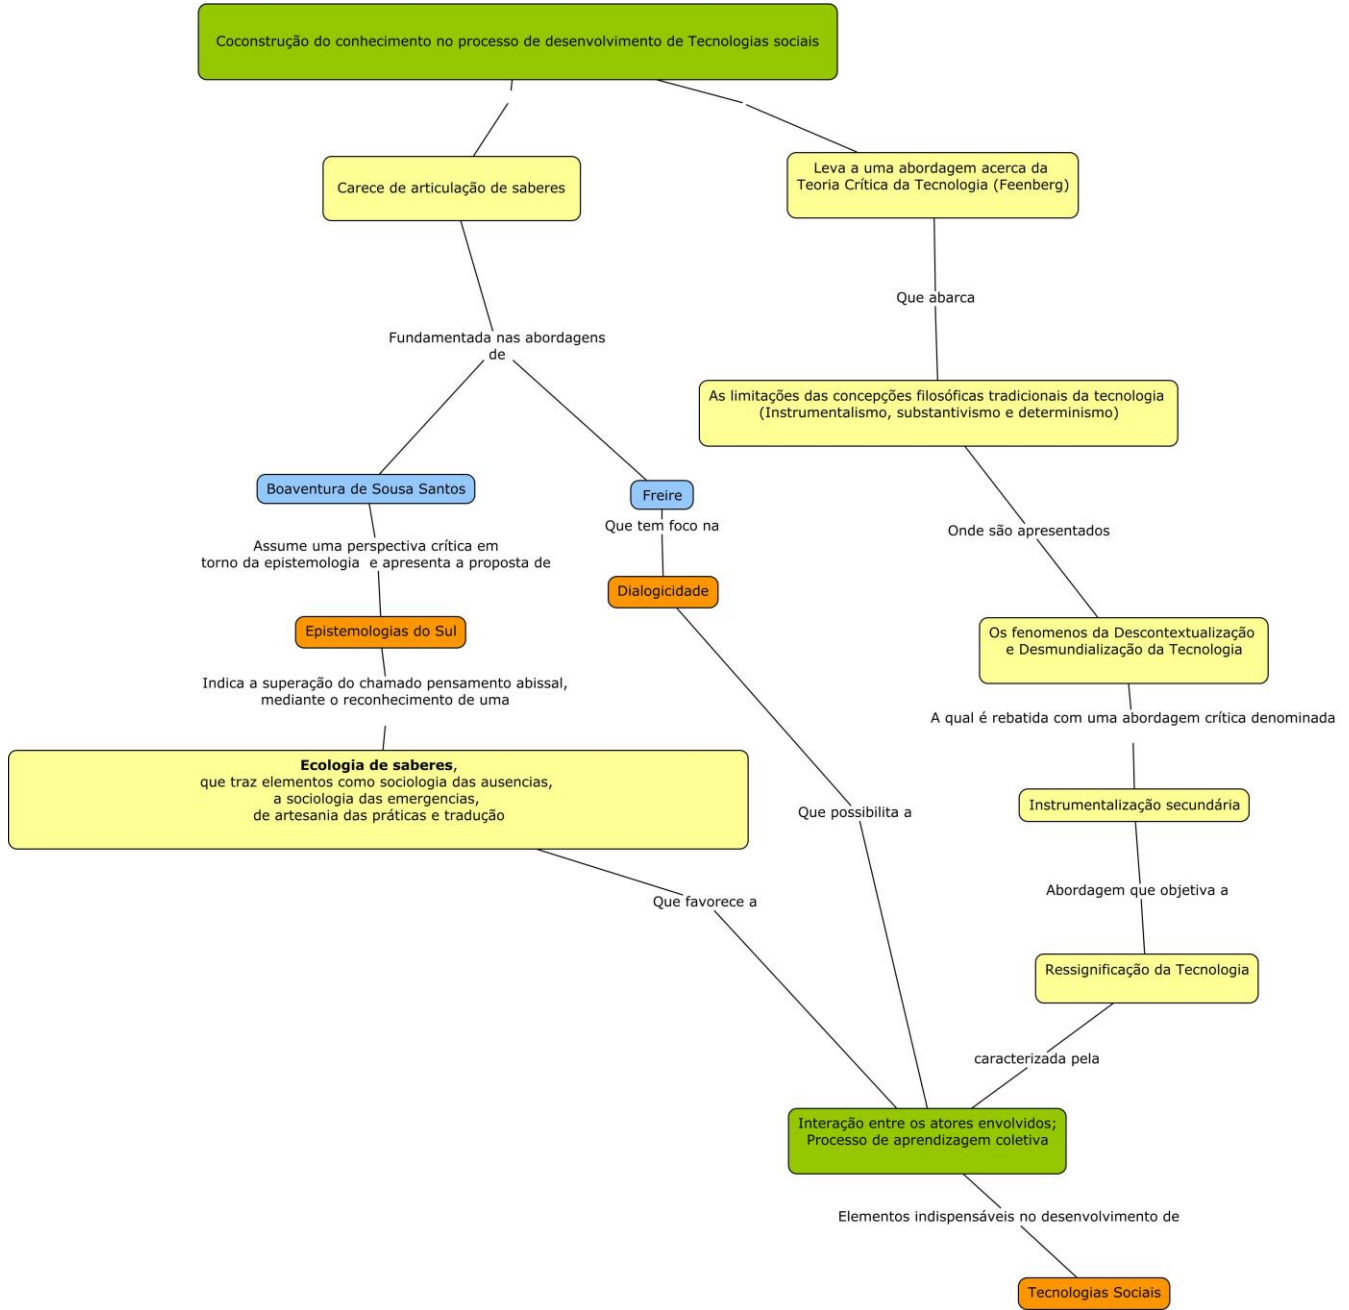 Coconstrução do conhecimento no processo de desenvolvimento de Tecnologias sociais
Carece de articulação de saberes
Leva a uma abordagem acerca da
Teoria Crítica da Tecnologia (Feenberg)
Que abarca
Fundamentada nas abordagens
de
As limitações das concepções filosóficas tradicionais da tecnologia
(Instrumentalismo, substantivismo e determinismo)
Boaventura de Sousa Santos
Freire
Que tem foco na
Onde são apresentados
Assume uma perspectiva crítica em
torno da epistemologia e apresenta a proposta de
Dialogicidade
Epistemologias do Sul
Os fenomenos da Descontextualização
e Desmundialização da Tecnologia
Indica a superação do chamado pensamento abissal,
mediante o reconhecimento de uma
A qual é rebatida com uma abordagem crítica denominada
Ecologia de saberes,
que traz elementos como sociologia das ausencias,
a sociologia das emergencias,
de artesania das práticas e tradução
Instrumentalização secundária
Que possibilita a
Abordagem que objetiva a
Que favorece a
Ressignificação da Tecnologia
caracterizada pela
Interação entre os atores envolvidos;
Processo de aprendizagem coletiva
Elementos indispensáveis no desenvolvimento de
Tecnologias Sociais